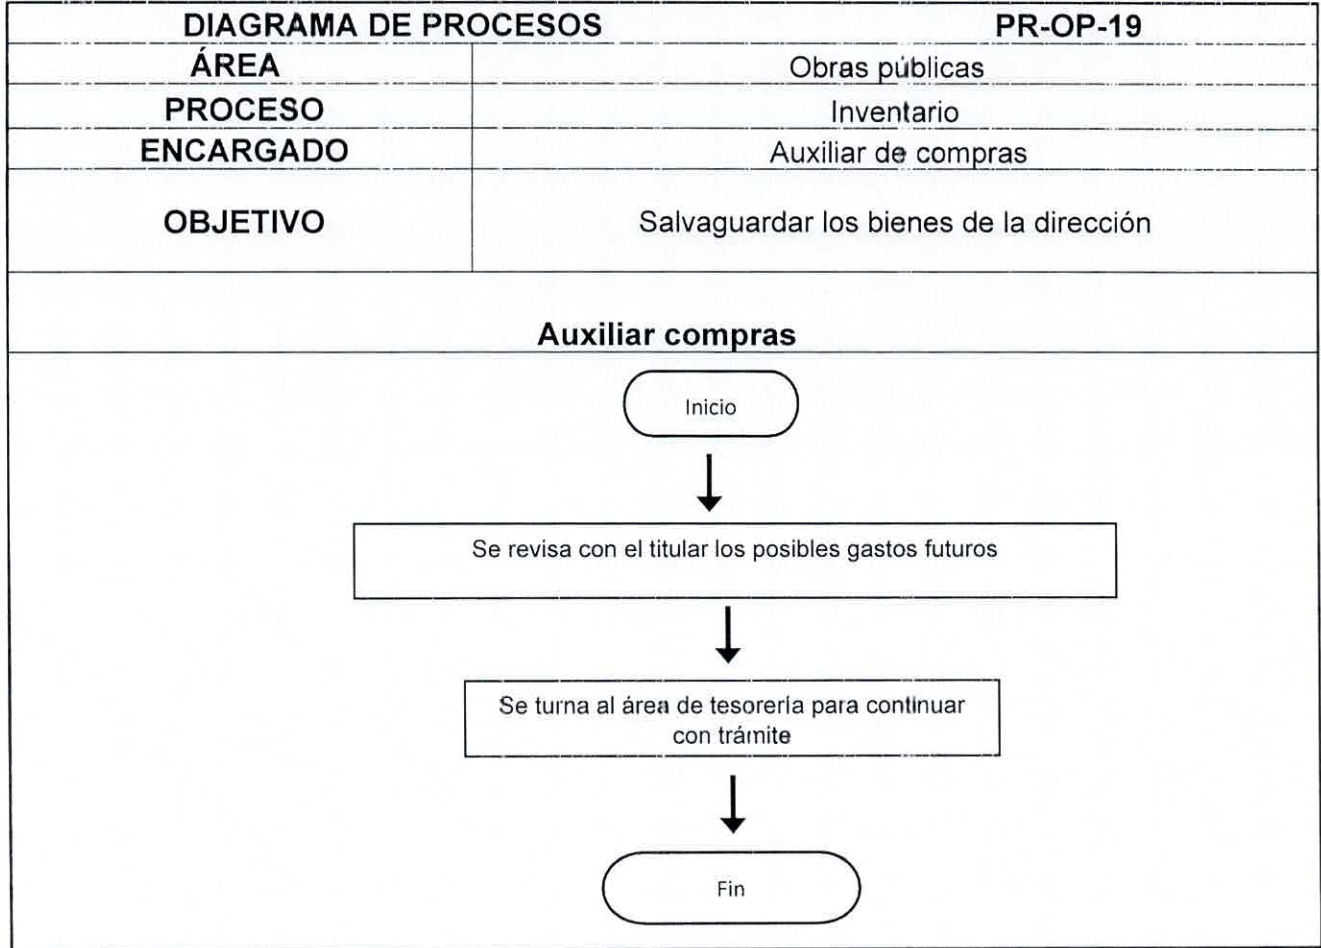 DIAGRAMA DE PROCESOS PR-OP-19
ÁREA Obras públicas
PROCESO Inventario
ENCARGADO Auxiliar de compras
OBJETIVO Salvaguardar los bienes de la dirección
Auxiliar compras
Inicio
Se revisa con el titular los posibles gastos futuros
Se turna al área de tesorería para continuar
con trámite
Fin